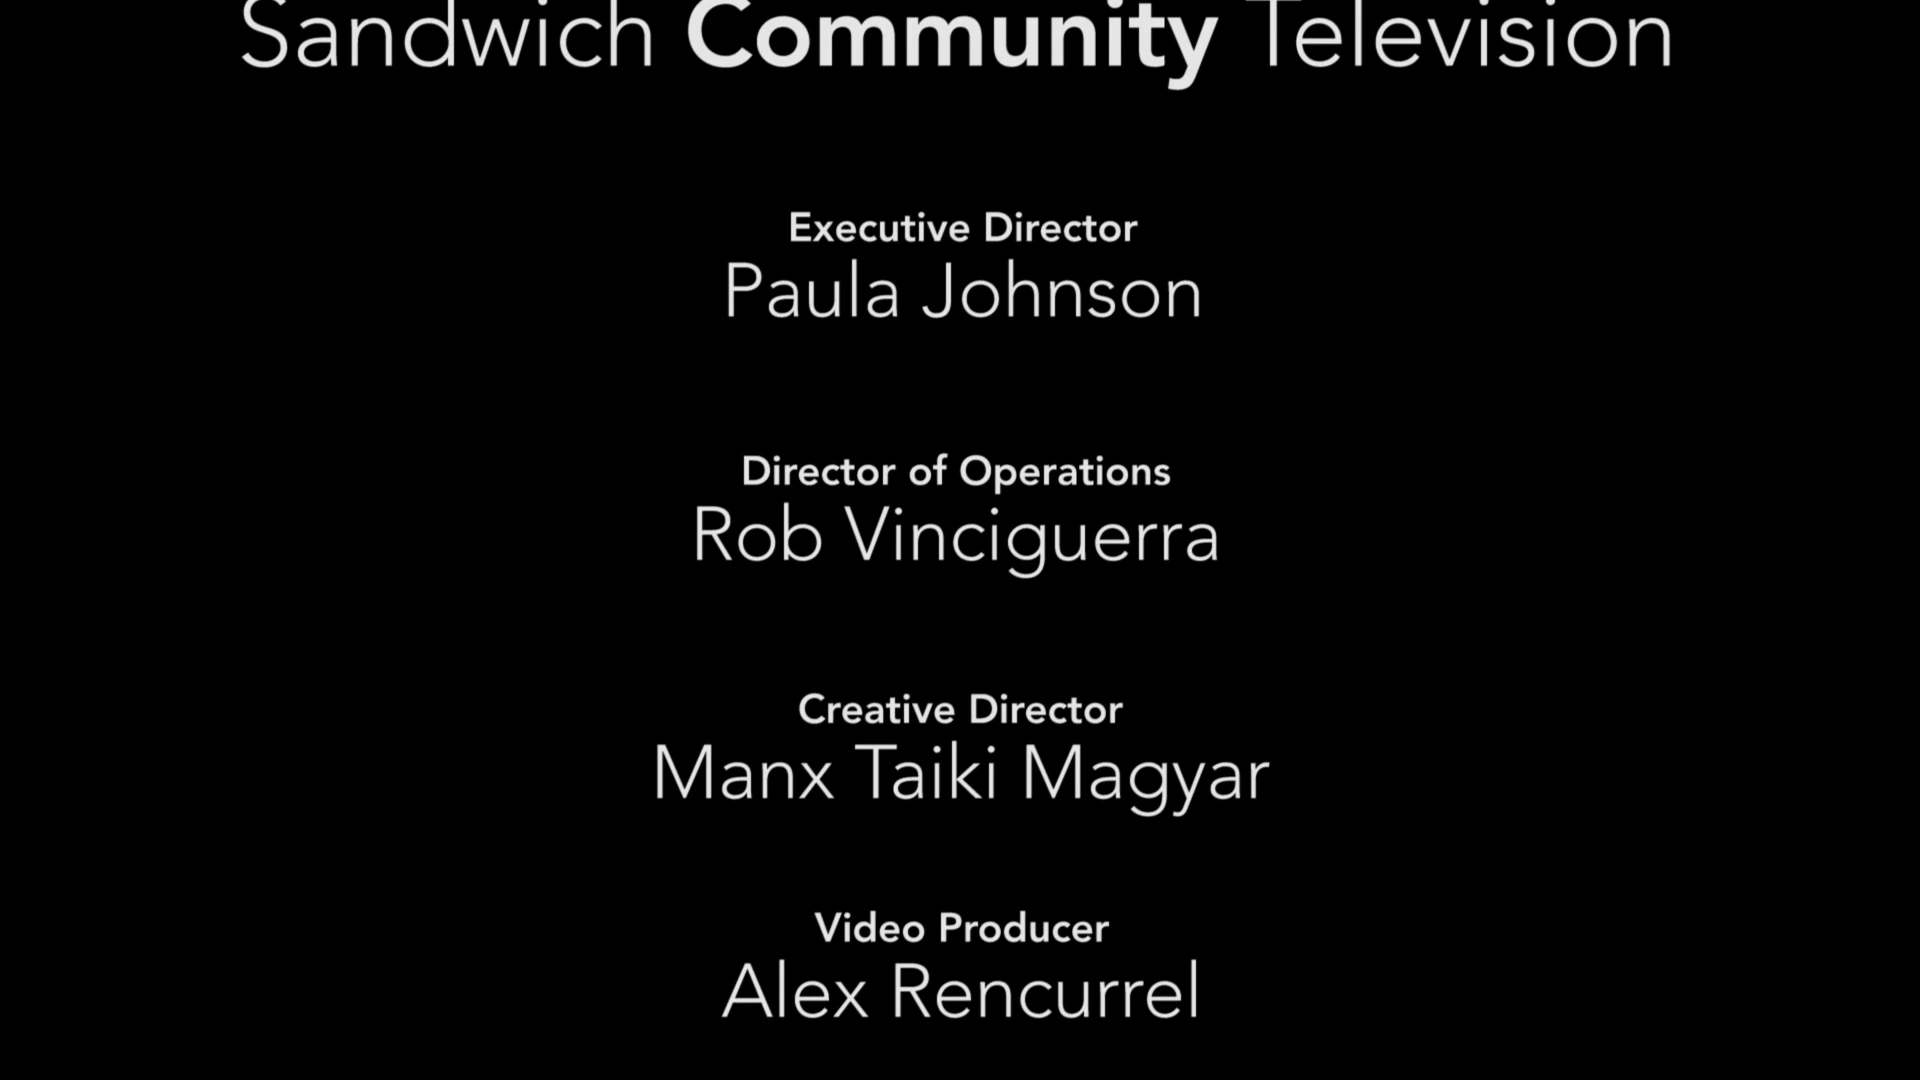 Sandwich Community Television
Executive Director
Paula Johnson
Director of Operations
Rob Vinciguerra
Creative Director
Manx Taiki Magyar
Video Producer
Alex Rencurrel